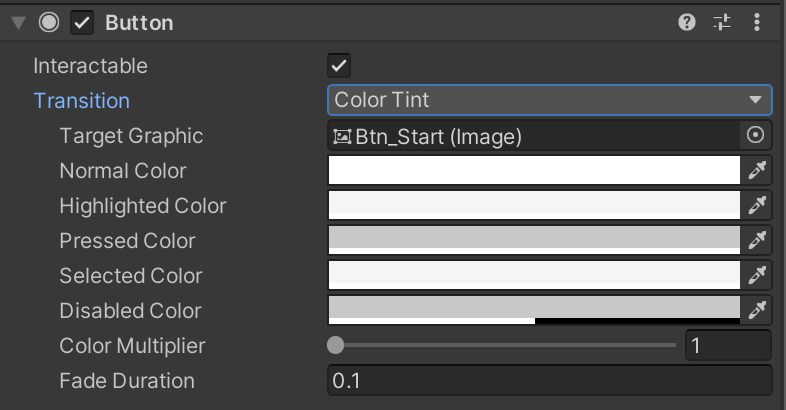 Button
Interactable
Transition Color Tint
Target Graphic Btn_Start (Image)
Normal Color
Highlighted Color
Pressed Color
Selected Color
Disabled Color
Color Multiplier 1
Fade Duration 0.1